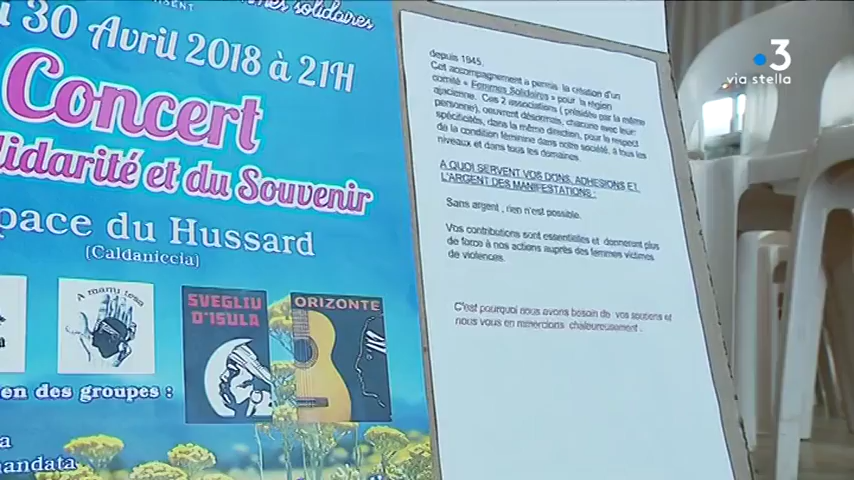 mes solidaires
30 Avril 2018 à 21H
Concert
lidarité et du Souvenir
pace du Hussard
(Caldaniccia)
A manu tesa
SVEGLIU
D'ISULA
ORIZONTE
en des groupes :
a
andata
depuis 1945.
Cet accompagnement a permis la création d'un
comité « Femmes Solidaires » pour la région
ajacienne. Ces 2 associations ( présidée par la même
personne), œuvrent désormais, chacune avec leur
spécificités, dans la même direction, pour le respect
de la condition féminine dans notre société, à tous les
niveaux et dans tous les domaines.
A QUOI SERVENT VOS DONS, ADHESIONS ET
L'ARGENT DES MANIFESTATIONS :
Sans argent , rien n'est possible.
Vos contributions sont essentielles et donneront plus
de force à nos actions auprès des femmes victimes
de violences.
C'est pourquoi nous avons besoin de vos soutiens et
nous vous en remercions chaleureusement .
3
via stella